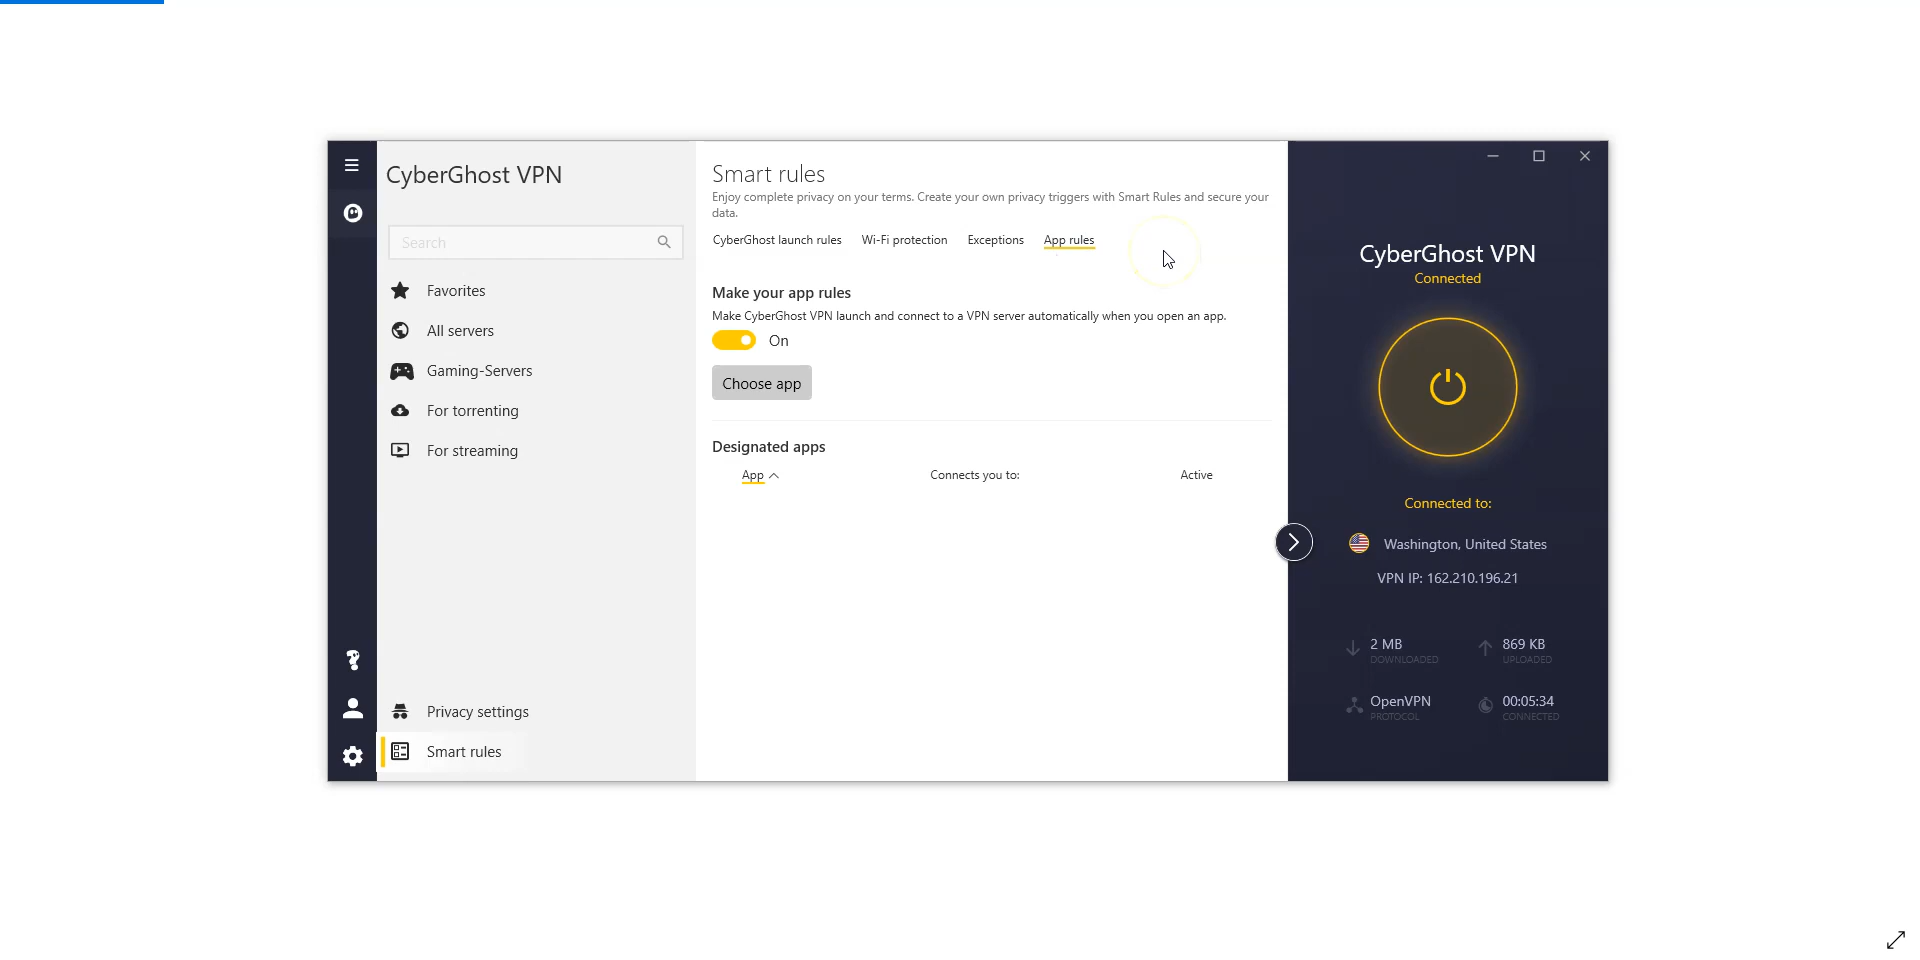 CyberGhost VPN
Search
Favorites
All servers
Gaming-Servers
For torrenting
For streaming
Privacy settings
Smart rules
Smart rules
Enjoy complete privacy on your terms. Create your own privacy triggers with Smart Rules and secure your
data.
CyberGhost launch rules Wi-Fi protection Exceptions App rules
Make your app rules
Make CyberGhost VPN launch and connect to a VPN server automatically when you open an app.
On
Choose app
Designated apps
App Connects you to: Active
CyberGhost VPN
Connected
Connected to:
Washington, United States
VPN IP: 162.210.196.21
2 MB 869 KB
DOWNLOADED UPLOADED
OpenVPN 00:05:34
PROTOCOL CONNECTED